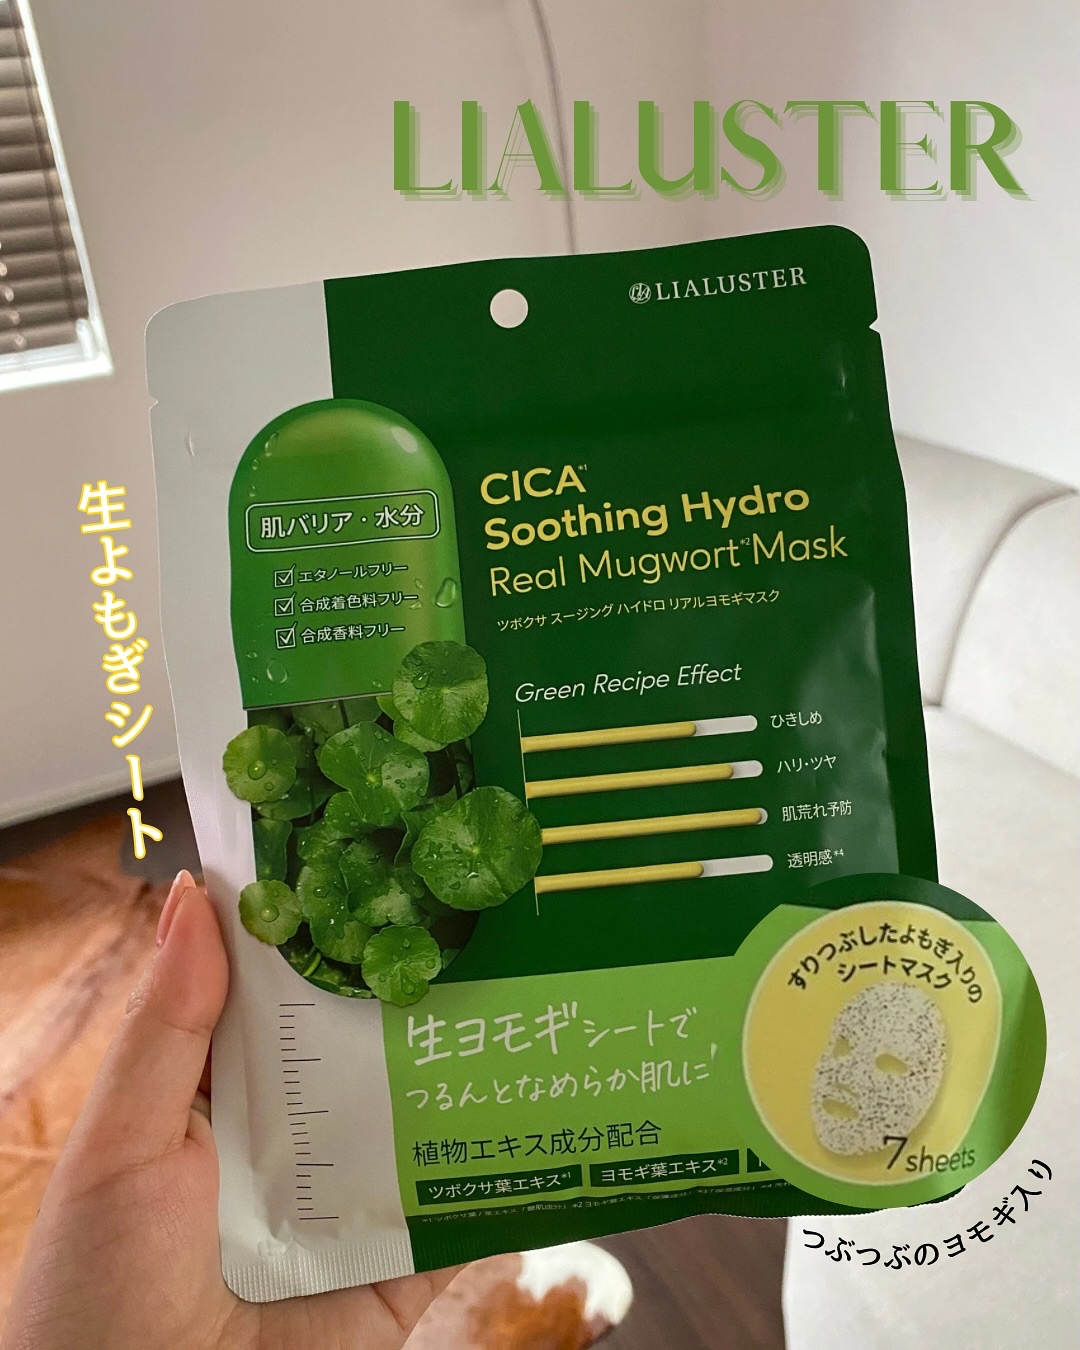 LIALUSTER
LIALUSTER
生よもぎシート
CICA*1
Soothing Hydro
Real Mugwort*2 Mask
ツボクサ スージング ハイドロ リアルヨモギマスク
肌バリア・水分
エタノールフリー
合成着色料フリー
合成香料フリー
Green Recipe Effect
ひきしめ
ハリ・ツヤ
肌荒れ予防
透明感*4
生ヨモギシートで
つるんとなめらか肌に!
植物エキス成分配合
ツボクサ葉エキス*1
ヨモギ葉エキス*2
すりつぶしたよもぎ入りの
シートマスク
7sheets
つぶつぶのヨモギ入り